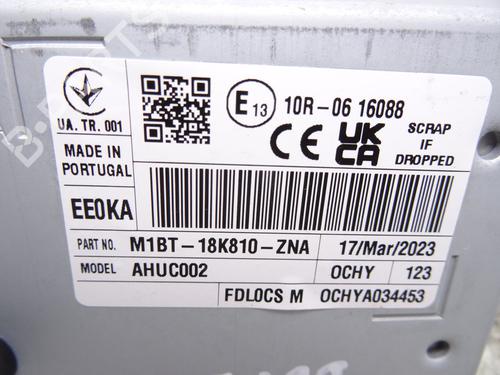 E13 10R-06 16088
UA.TR.001
CE UK CA
SCRAP IF DROPPED
MADE IN PORTUGAL
EE0KA
PART NO. M1BT-18K810-ZNA 17/Mar/2023
MODEL AHUC002 OCHY 123
FDLOCS M OCHYA034453